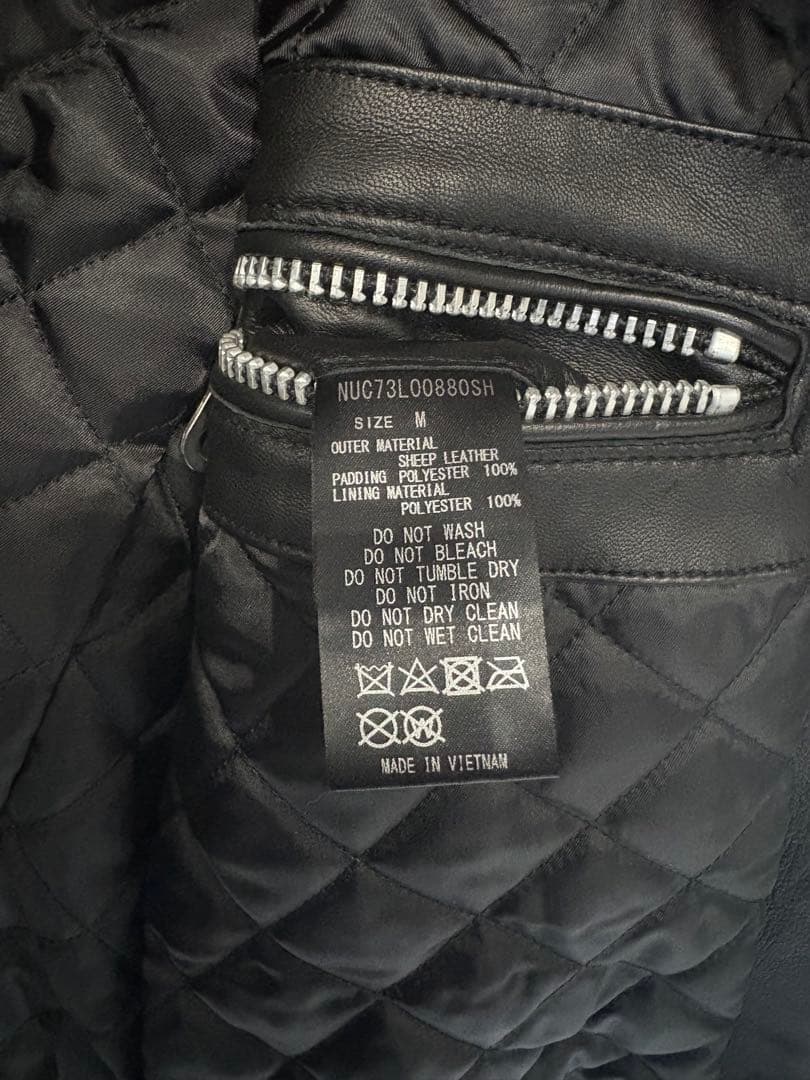 NUC73L00880SH
SIZE M
OUTER MATERIAL
SHEEP LEATHER
PADDING POLYESTER 100%
LINING MATERIAL
POLYESTER 100%
DO NOT WASH
DO NOT BLEACH
DO NOT TUMBLE DRY
DO NOT IRON
DO NOT DRY CLEAN
DO NOT WET CLEAN
W
MADE IN VIETNAM